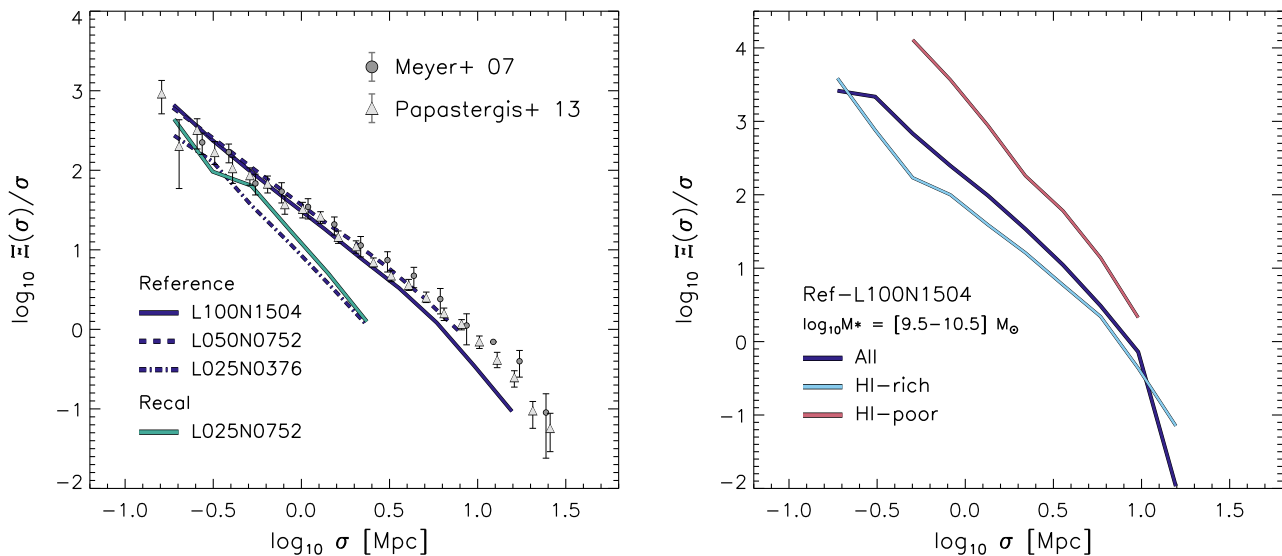 4
3
2
1
0
−1
−2
log₁₀ Ξ(σ)/σ
Meyer+ 07
Papastergis+ 13
Reference
L100N1504
L050N0752
L025N0376
Recal
L025N0752
−1.0 −0.5 0.0 0.5 1.0 1.5
log₁₀ σ [Mpc]
4
3
2
1
0
−1
−2
log₁₀ Ξ(σ)/σ
Ref−L100N1504
log₁₀M* = [9.5−10.5] M⊙
All
HI−rich
HI−poor
−1.0 −0.5 0.0 0.5 1.0 1.5
log₁₀ σ [Mpc]